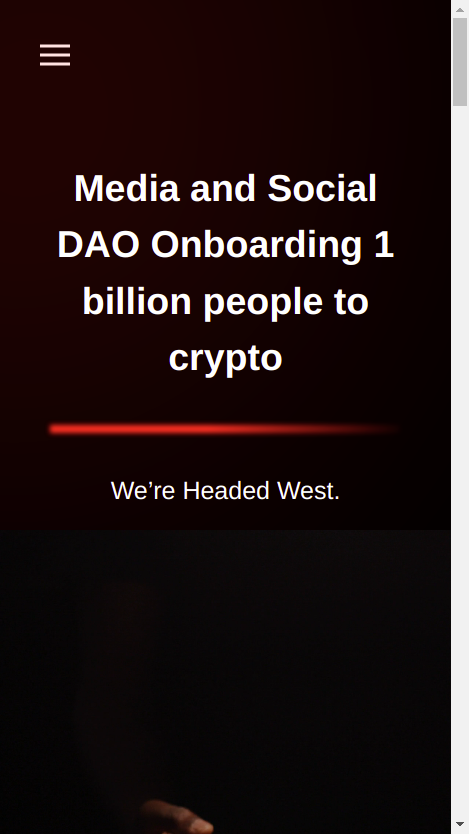 Media and Social
DAO Onboarding 1
billion people to
crypto
We’re Headed West.